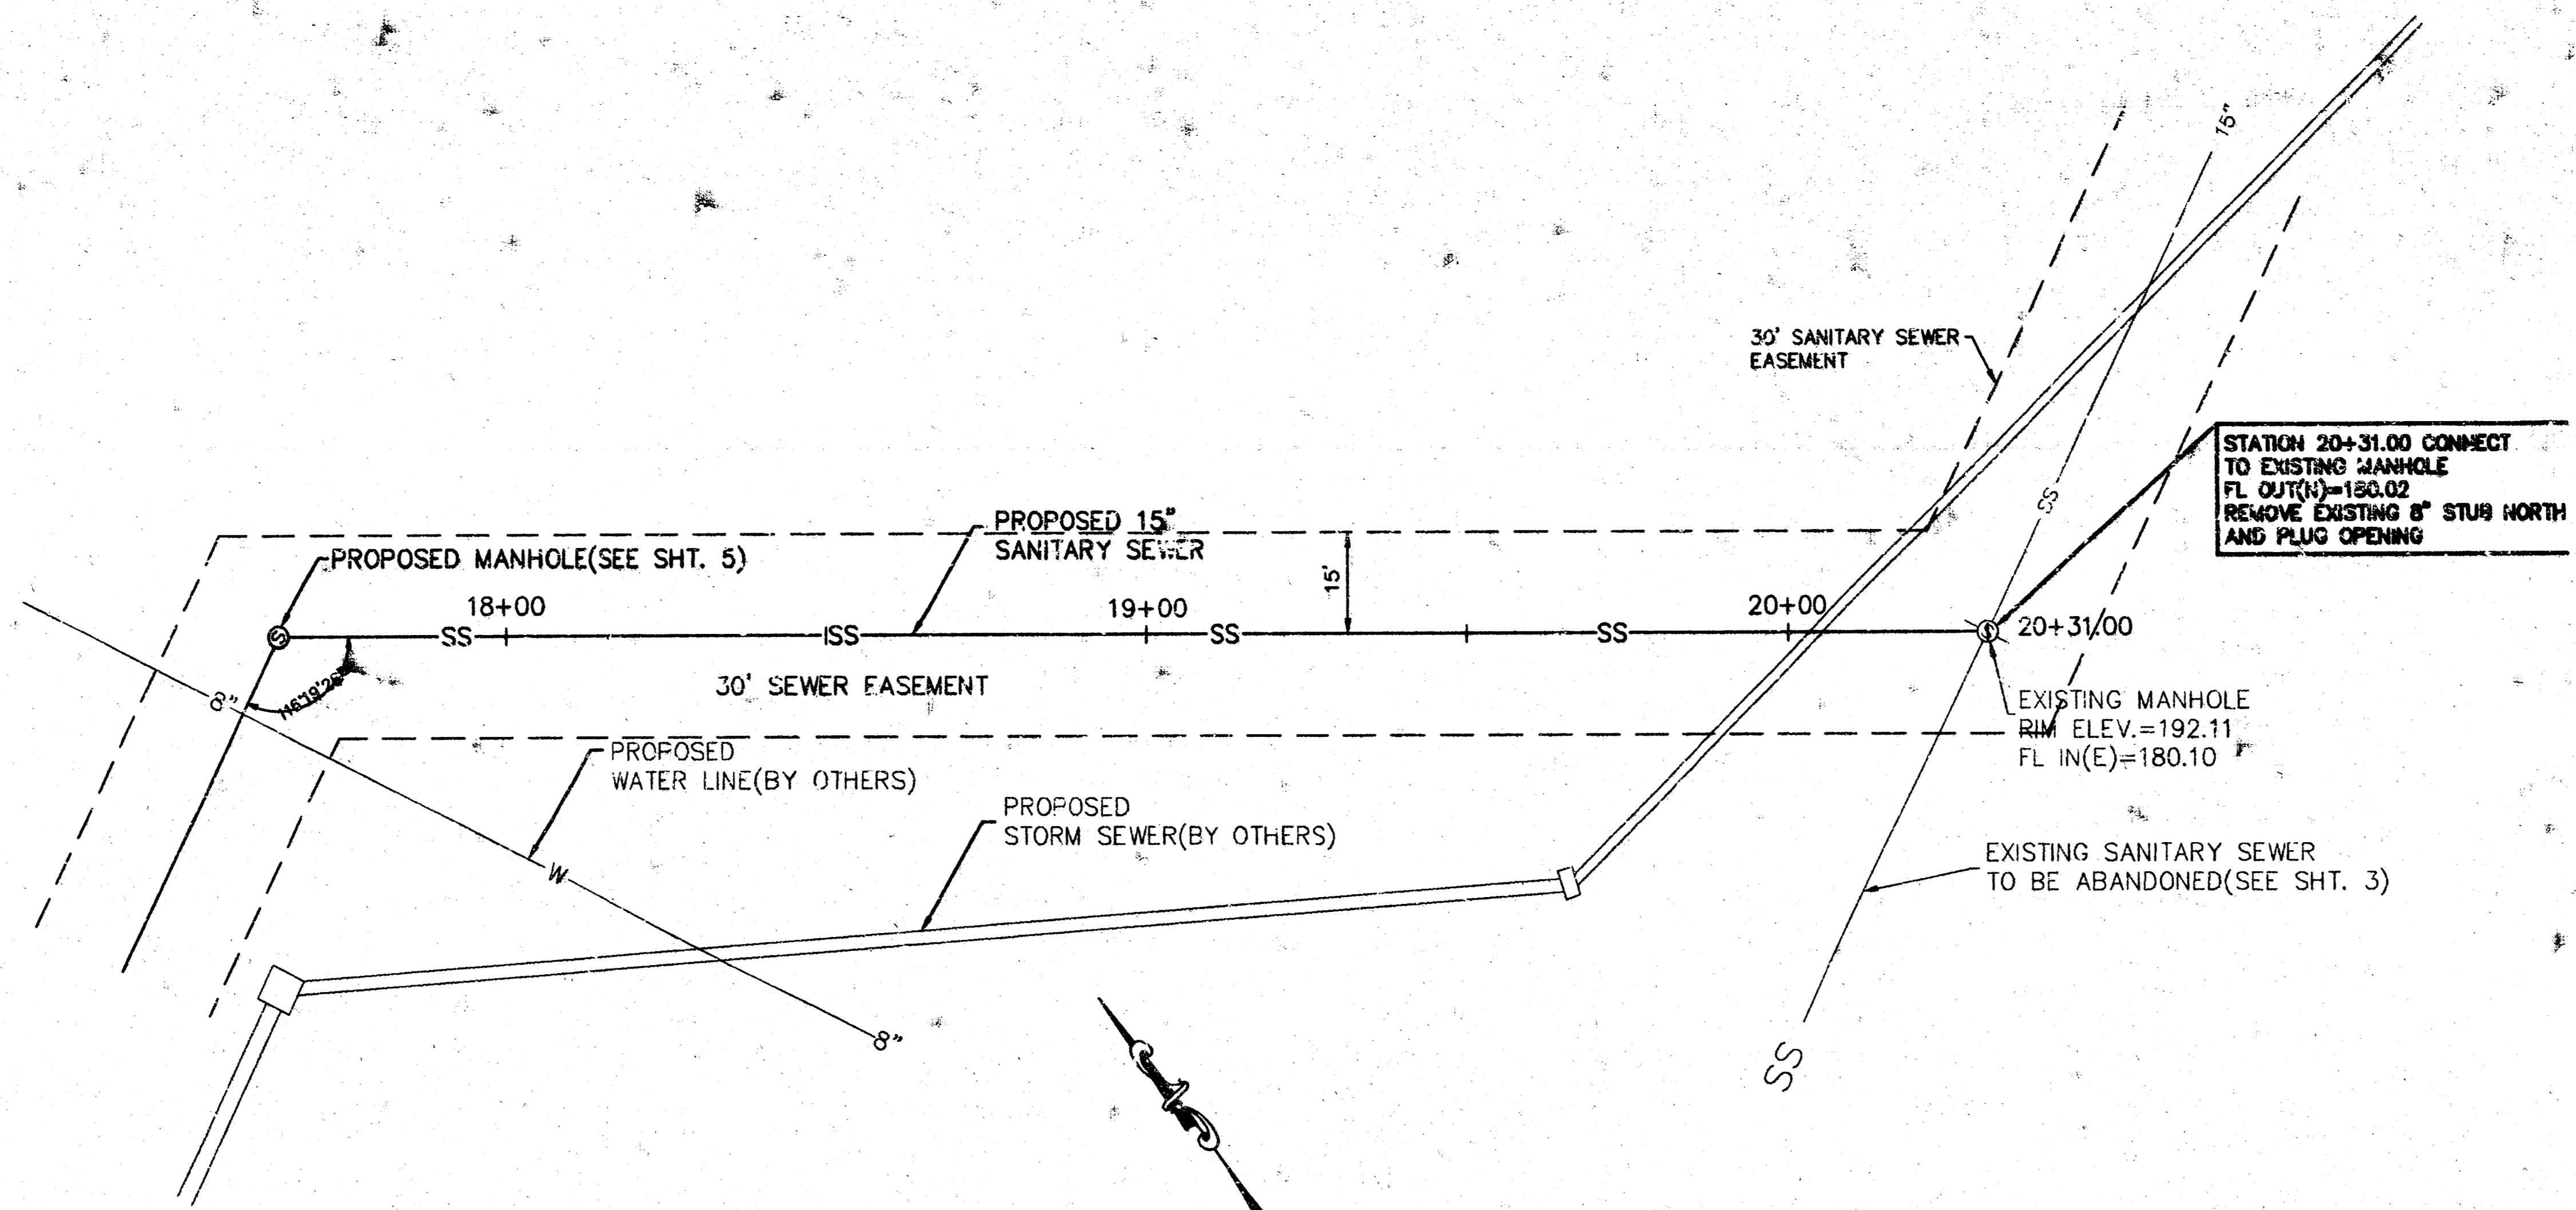 15"
30' SANITARY SEWER
EASEMENT
STATION 20+31.00 CONNECT
TO EXISTING MANHOLE
FL OUT(N)=180.02
REMOVE EXISTING 8" STUB NORTH
AND PLUG OPENING
SS
PROPOSED 15"
SANITARY SEWER
PROPOSED MANHOLE(SEE SHT. 5)
15'
18+00
19+00
20+00
20+31.00
S
SS
SS
SS
SS
S
30' SEWER EASEMENT
8"
EXISTING MANHOLE
RIM ELEV.=192.11
FL IN(E)=180.10
PROPOSED
WATER LINE(BY OTHERS)
PROPOSED
STORM SEWER(BY OTHERS)
W
EXISTING SANITARY SEWER
TO BE ABANDONED(SEE SHT. 3)
8"
SS